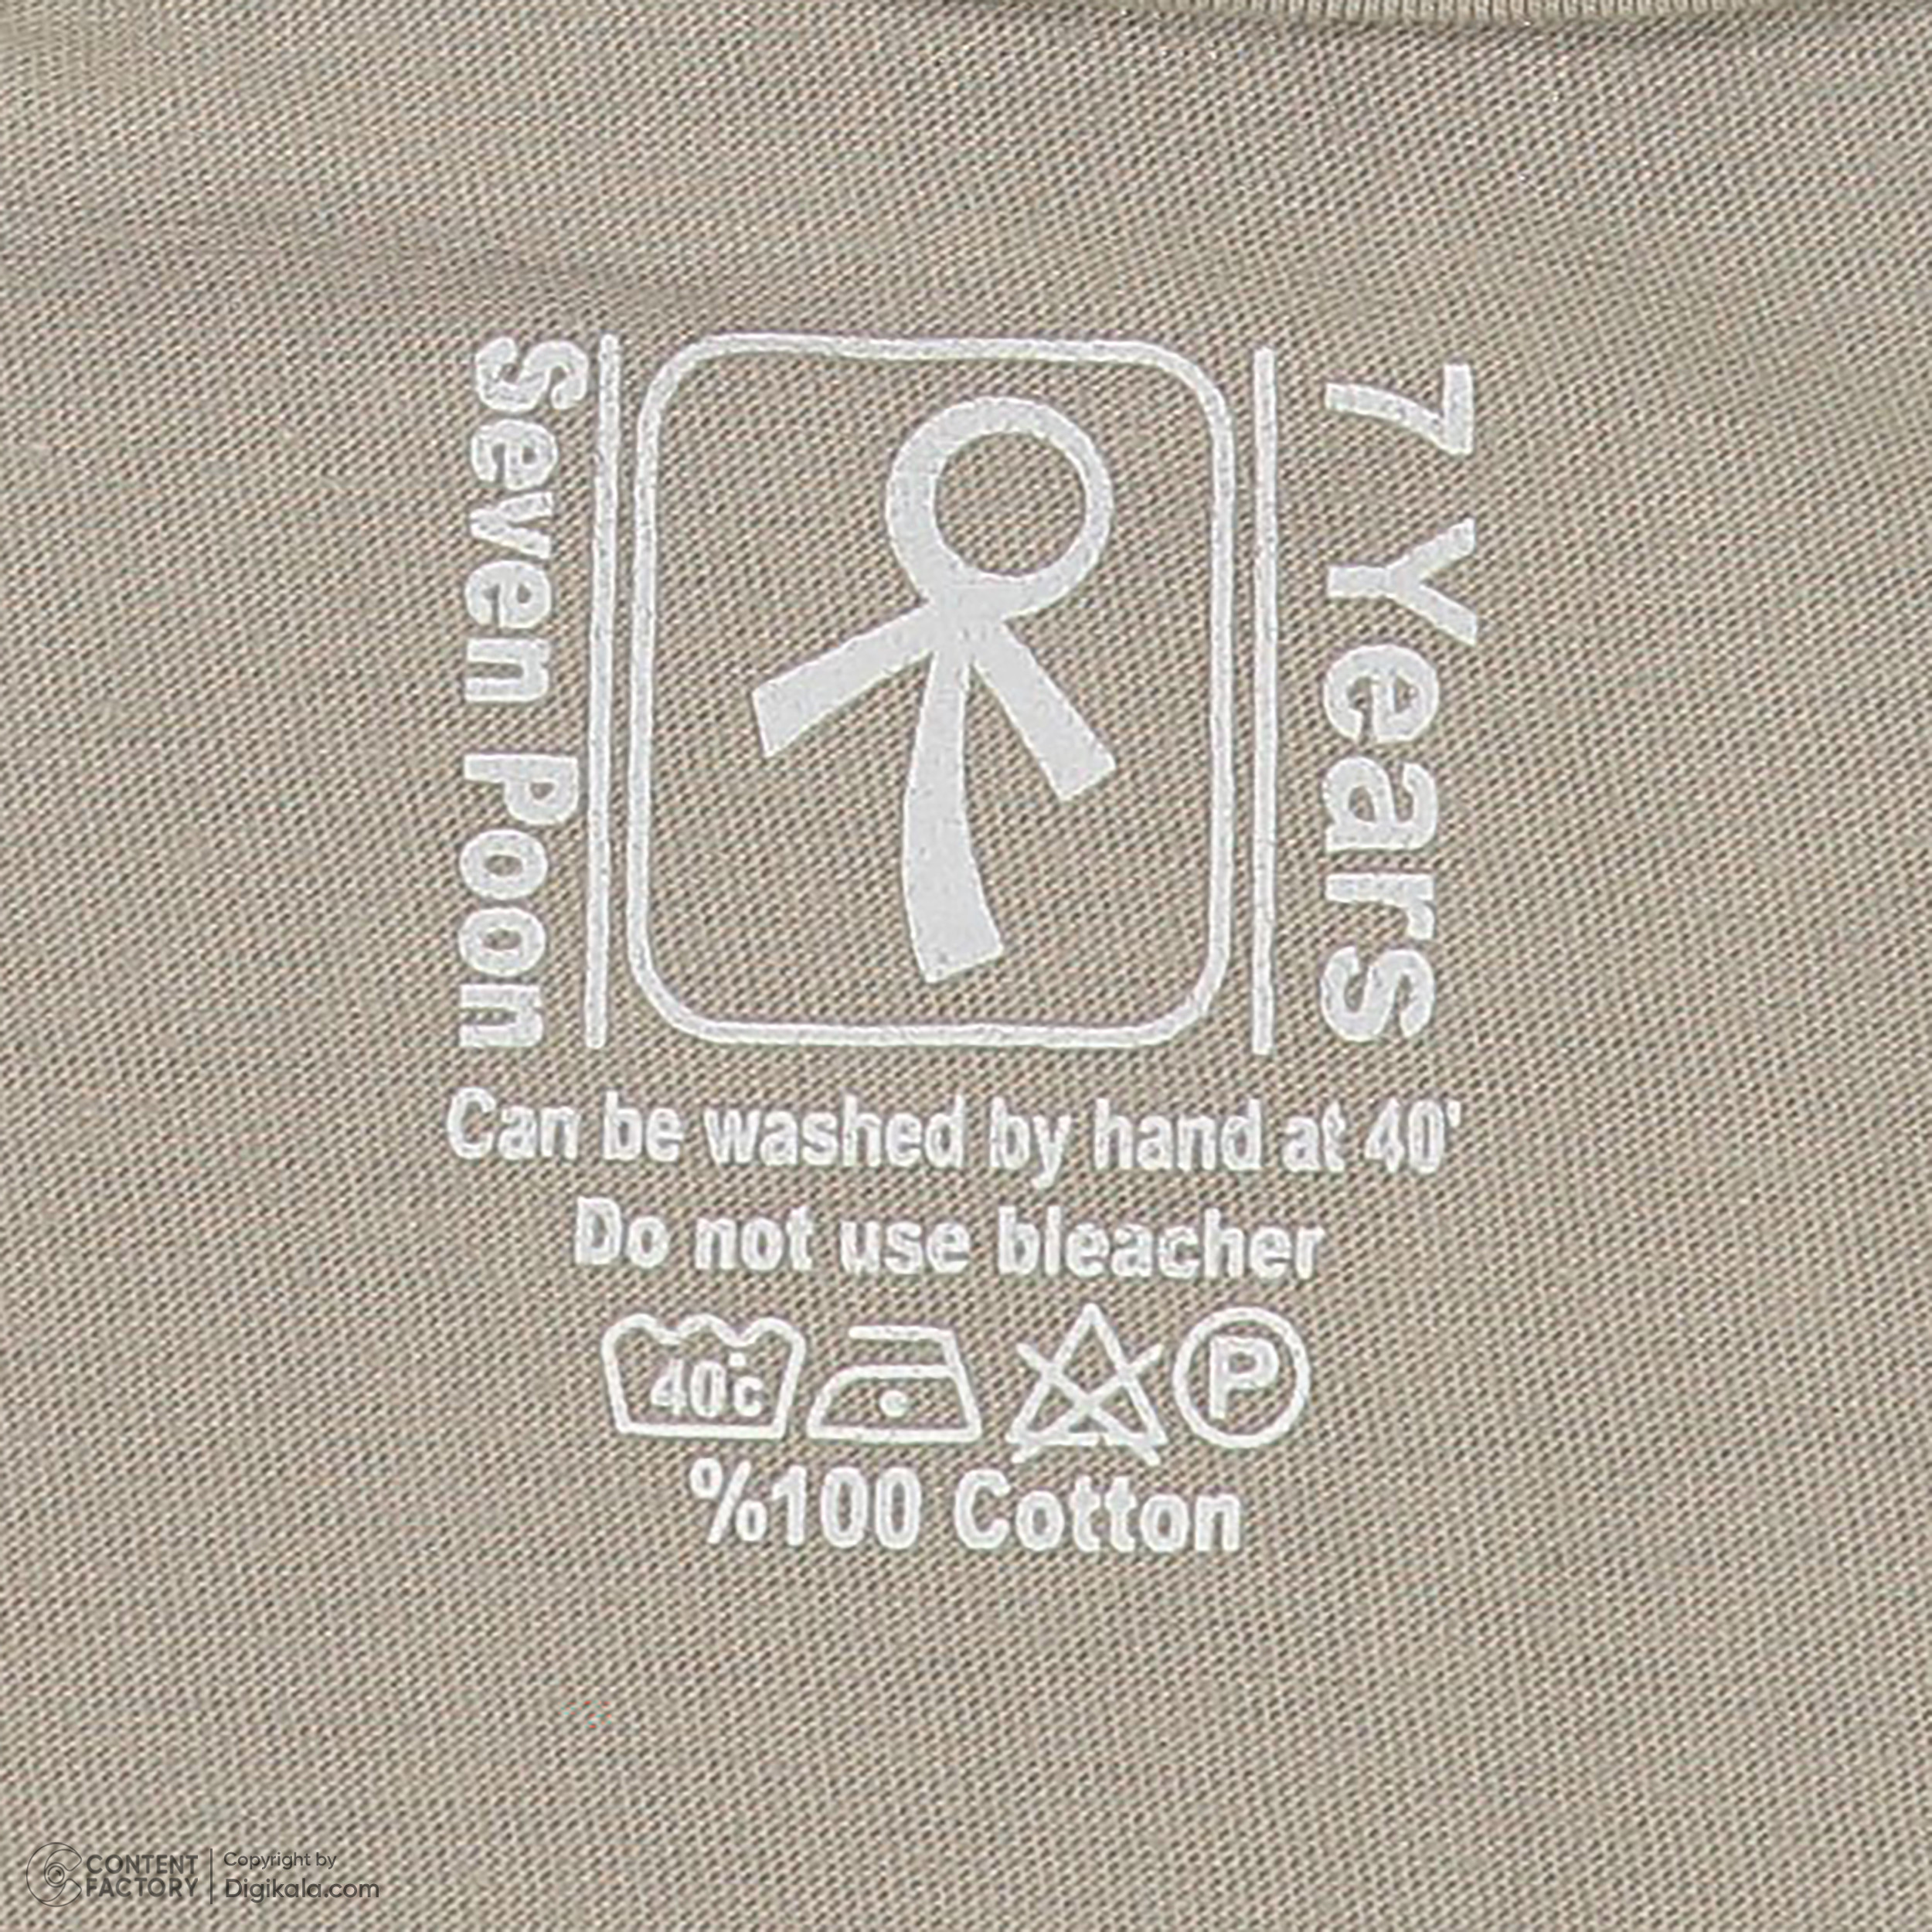 Seven Poon
7 Years
Can be washed by hand at 40'
Do not use bleacher
40°c
P
%100 Cotton
CONTENT FACTORY
Copyright by
Digikala.com